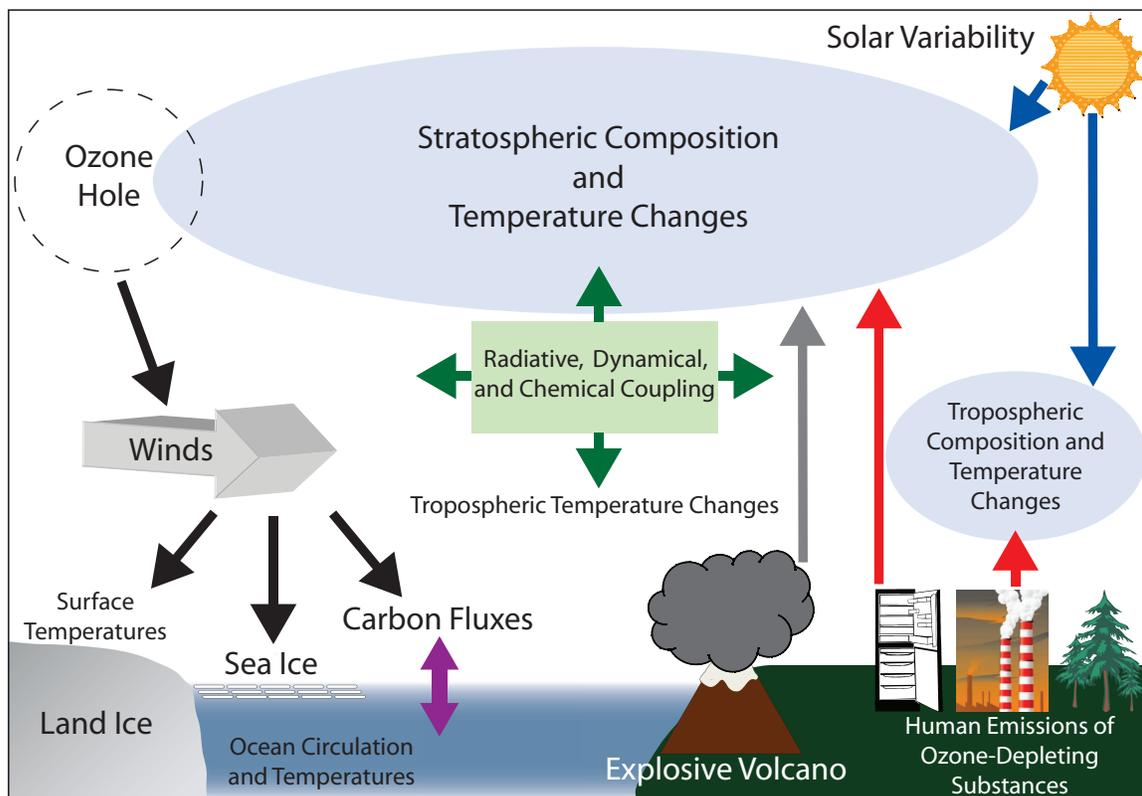 Solar Variability
Ozone
Hole
Stratospheric Composition
and
Temperature Changes
Radiative, Dynamical,
and Chemical Coupling
Tropospheric
Composition and
Temperature
Changes
Winds
Tropospheric Temperature Changes
Surface
Temperatures
Carbon Fluxes
Sea Ice
Land Ice
Ocean Circulation
and Temperatures
Explosive Volcano
Human Emissions of
Ozone-Depleting
Substances